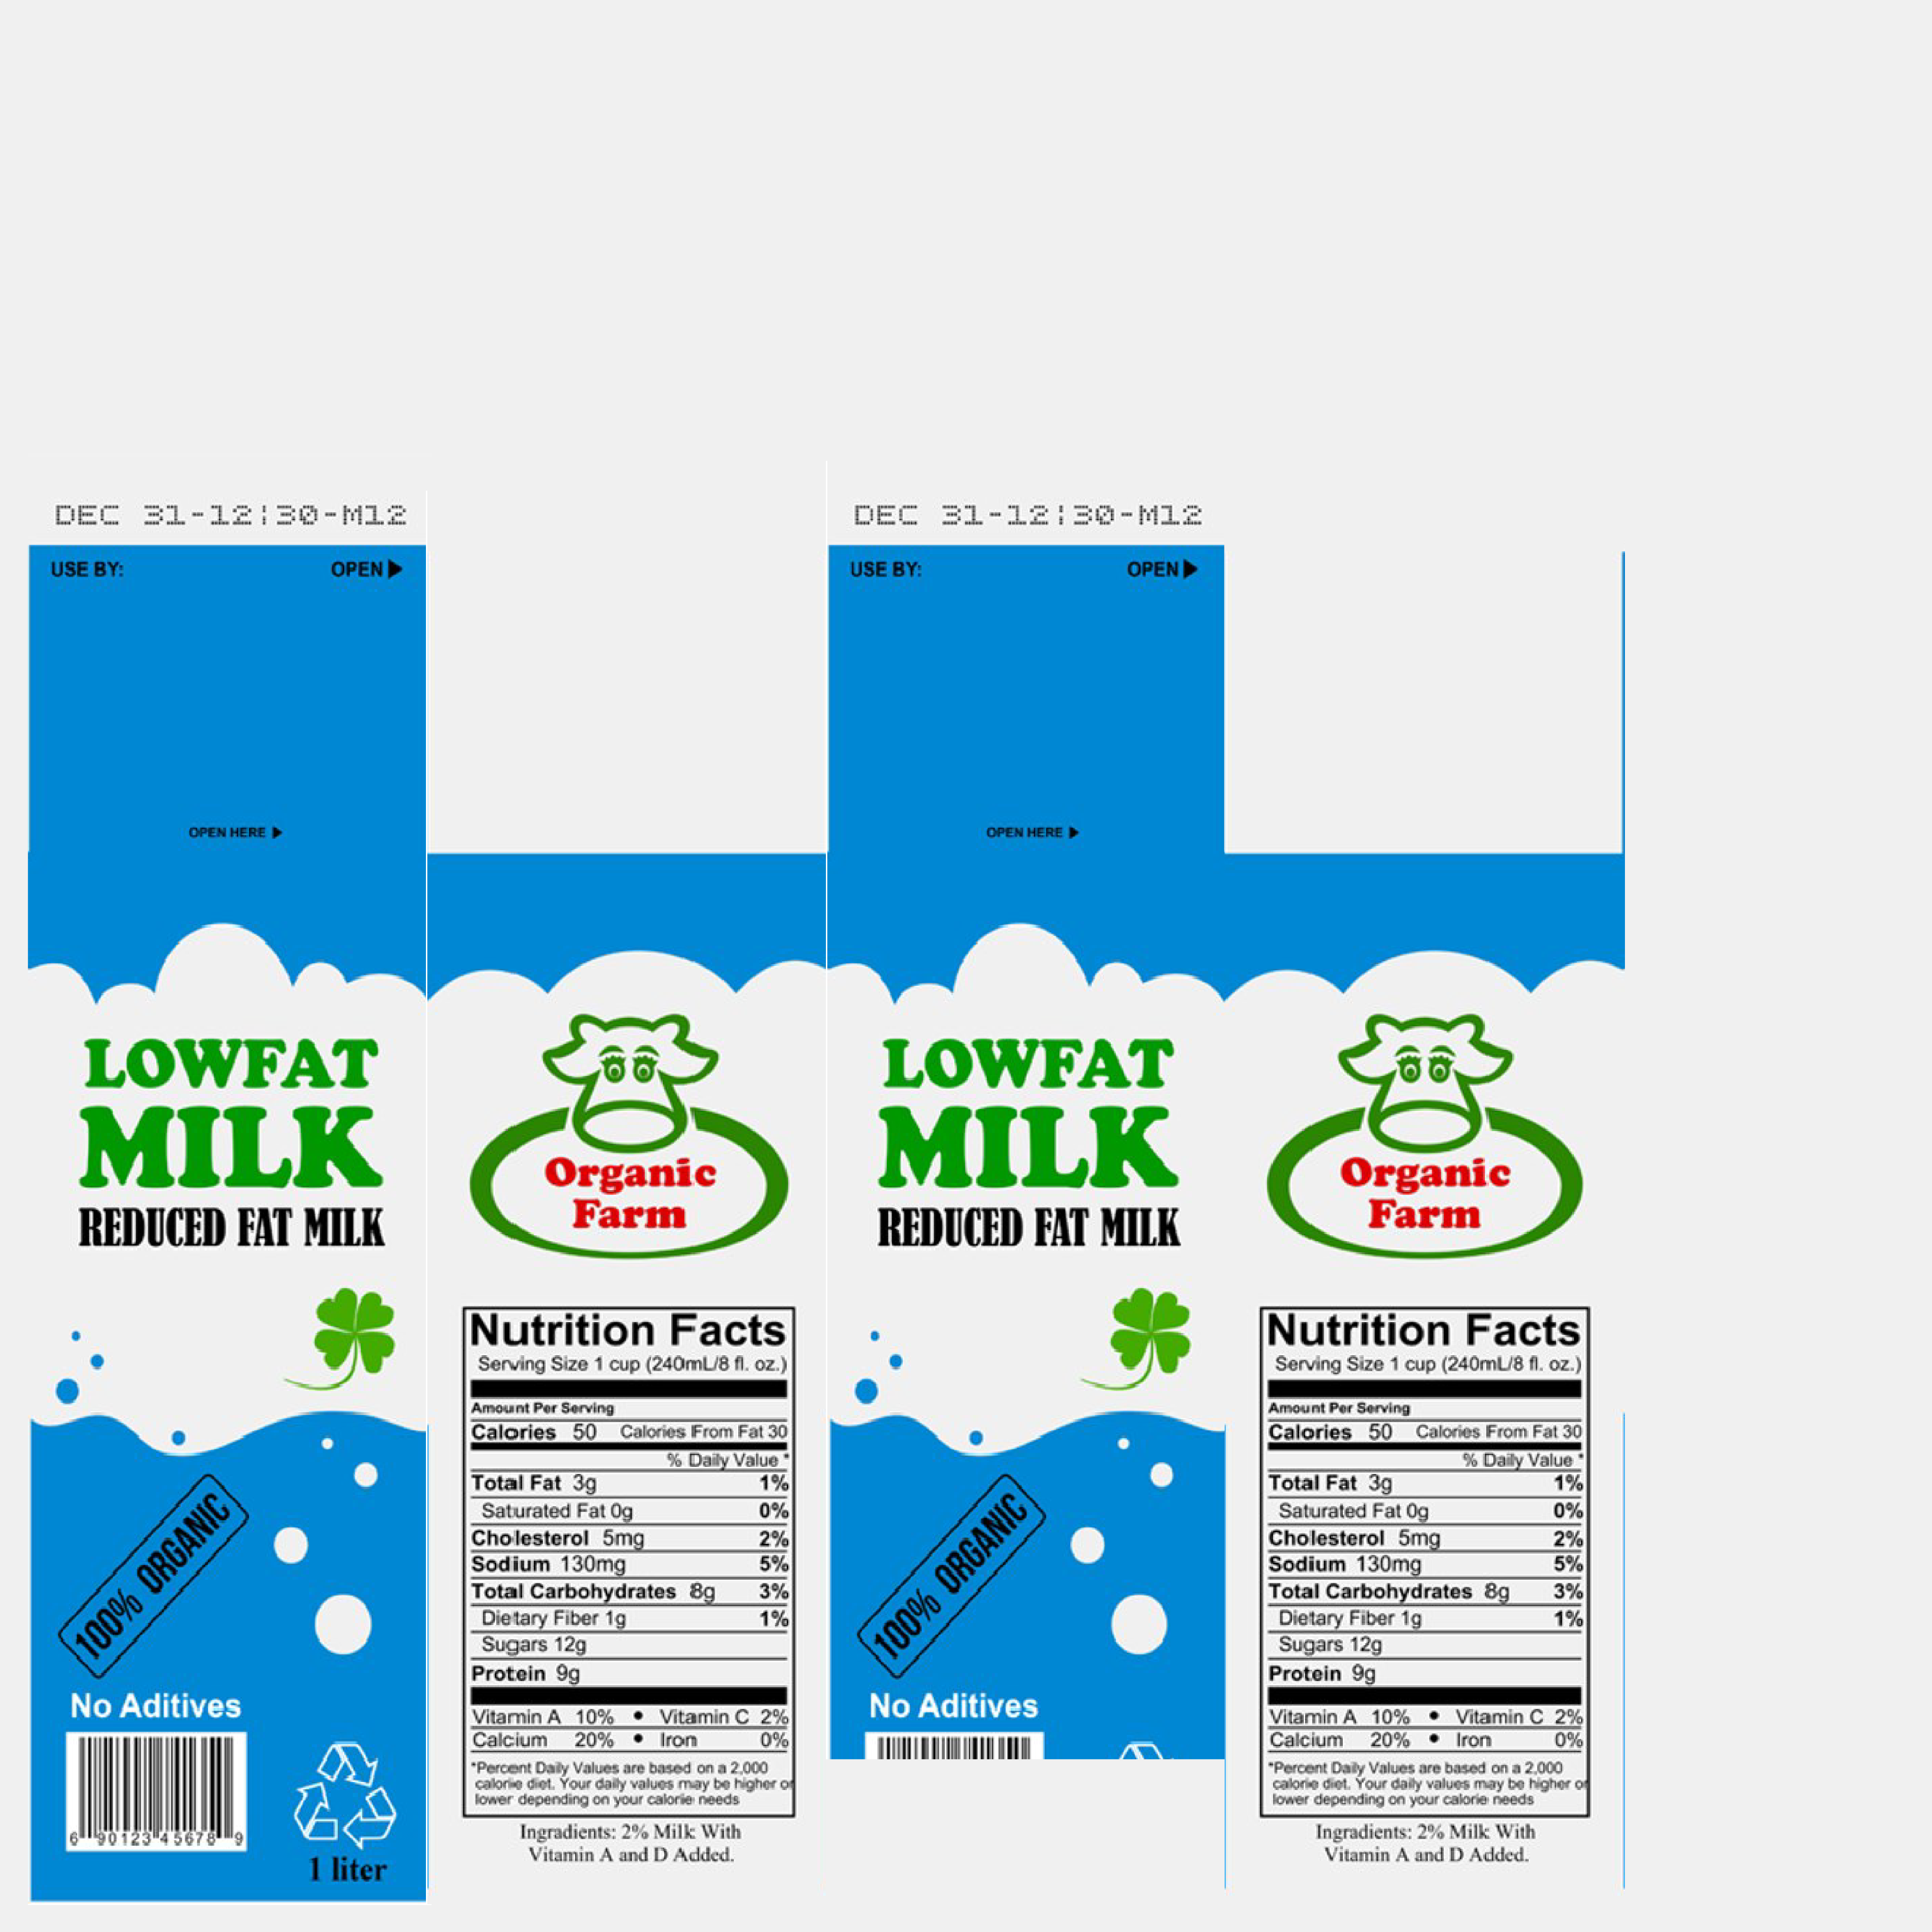 DEC 31-12:30-M12
USE BY: OPEN
OPEN HERE
LOWFAT
MILK
REDUCED FAT MILK
100% ORGANIC
No Aditives
6 90123 45678 9
1 liter
Organic
Farm
Nutrition Facts
Serving Size 1 cup (240mL/8 fl. oz.)
Amount Per Serving
Calories 50 Calories From Fat 30
% Daily Value *
Total Fat 3g 1%
Saturated Fat 0g 0%
Cholesterol 5mg 2%
Sodium 130mg 5%
Total Carbohydrates 8g 3%
Dietary Fiber 1g 1%
Sugars 12g
Protein 9g
Vitamin A 10% • Vitamin C 2%
Calcium 20% • Iron 0%
*Percent Daily Values are based on a 2,000
calorie diet. Your daily values may be higher or
lower depending on your calorie needs
Ingredients: 2% Milk With
Vitamin A and D Added.
DEC 31-12:30-M12
USE BY: OPEN
OPEN HERE
LOWFAT
MILK
REDUCED FAT MILK
100% ORGANIC
No Aditives
Organic
Farm
Nutrition Facts
Serving Size 1 cup (240mL/8 fl. oz.)
Amount Per Serving
Calories 50 Calories From Fat 30
% Daily Value *
Total Fat 3g 1%
Saturated Fat 0g 0%
Cholesterol 5mg 2%
Sodium 130mg 5%
Total Carbohydrates 8g 3%
Dietary Fiber 1g 1%
Sugars 12g
Protein 9g
Vitamin A 10% • Vitamin C 2%
Calcium 20% • Iron 0%
*Percent Daily Values are based on a 2,000
calorie diet. Your daily values may be higher or
lower depending on your calorie needs
Ingredients: 2% Milk With
Vitamin A and D Added.